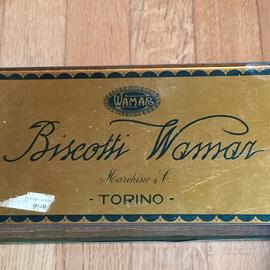 WAMAR
Biscotti Wamar
Marchisio & C.
- TORINO -